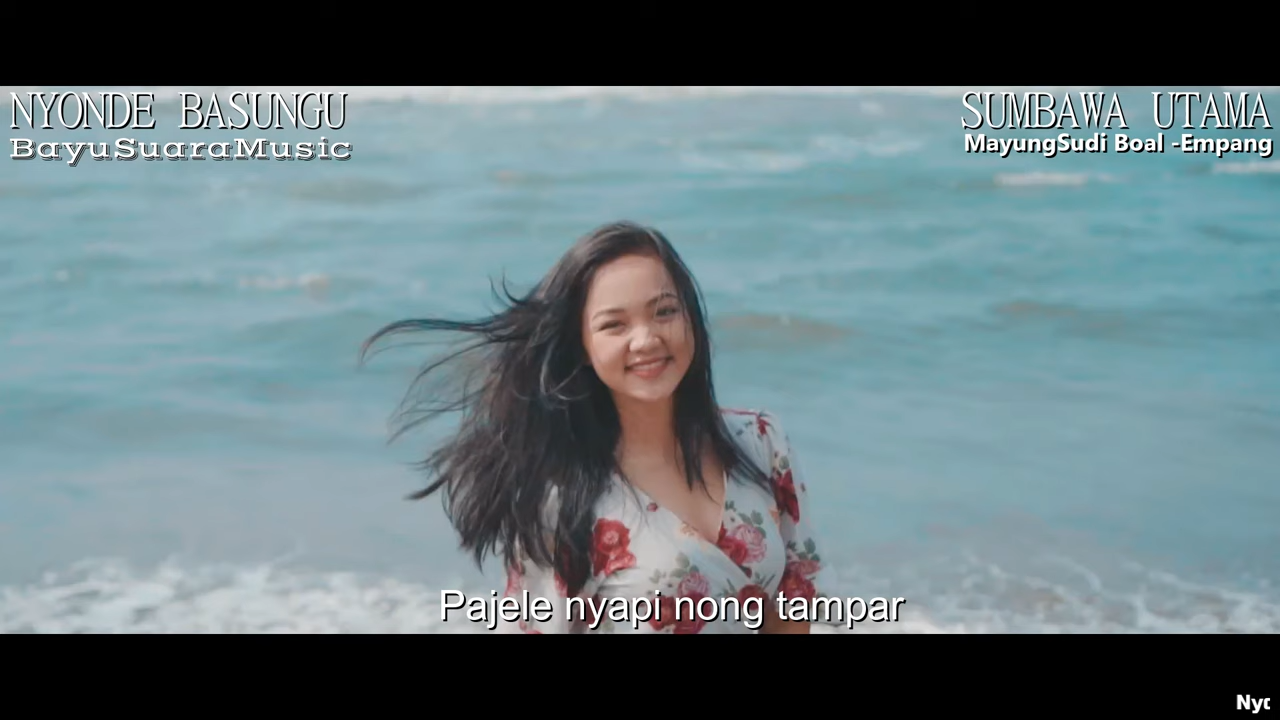 NYONDE BASUNGU
BayuSuaraMusic
SUMBAWA UTAMA
MayungSudi Boal -Empang
Pajele nyapi nong tampar